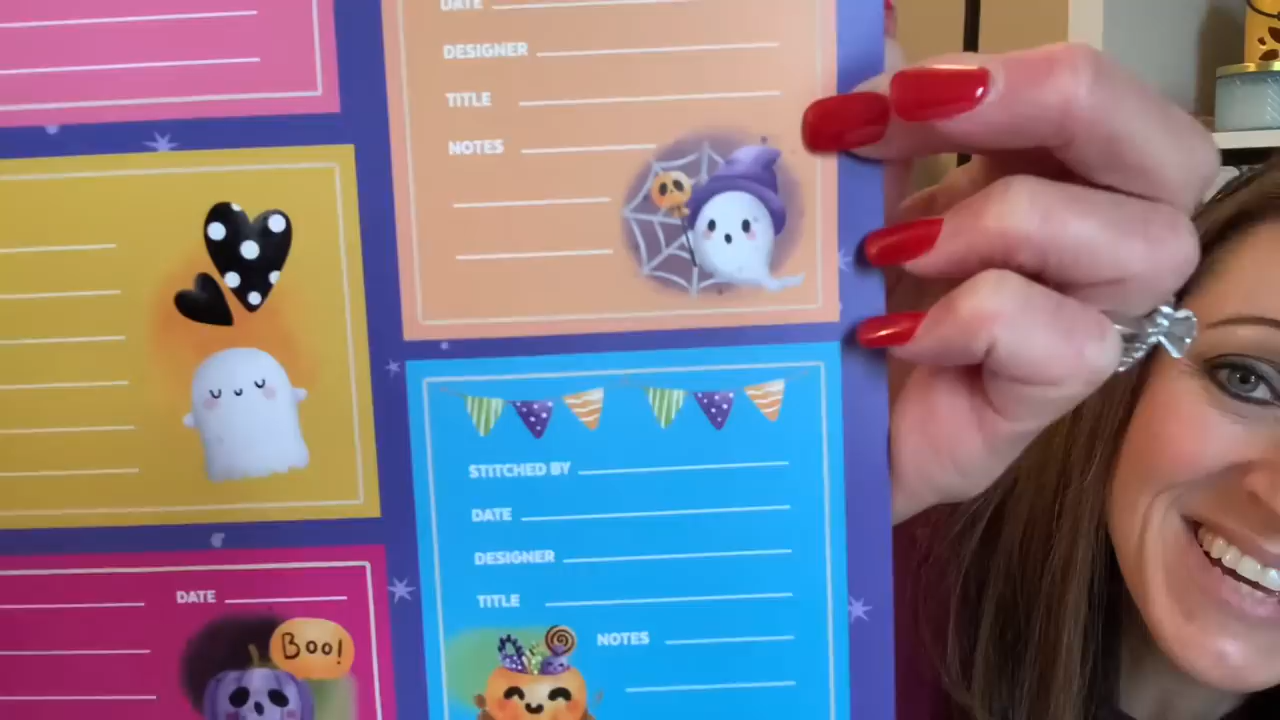 DATE
DESIGNER
TITLE
NOTES
STITCHED BY
DATE
DESIGNER
TITLE
NOTES
DATE
Boo!